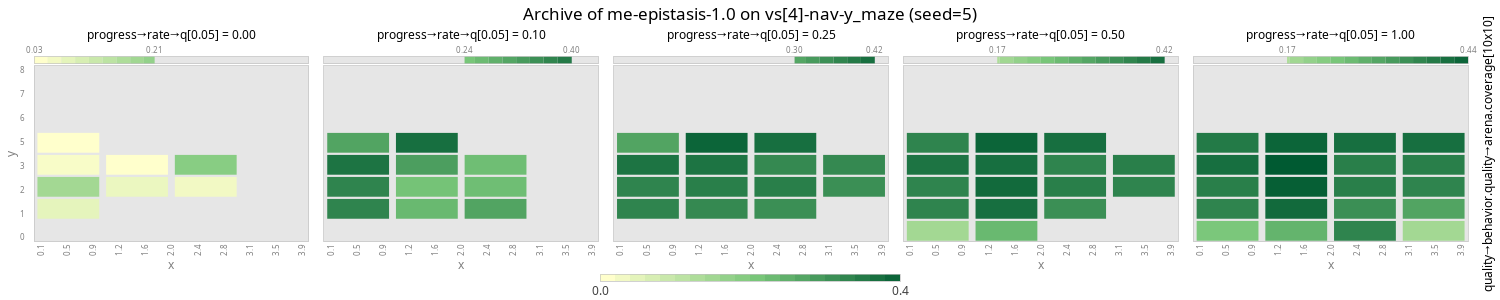 Archive of me-epistasis-1.0 on vs[4]-nav-y_maze (seed=5)
progress→rate→q[0.05] = 0.00
progress→rate→q[0.05] = 0.10
progress→rate→q[0.05] = 0.25
progress→rate→q[0.05] = 0.50
progress→rate→q[0.05] = 1.00
0.03 0.21
0.24 0.40
0.30 0.42
0.17 0.42
0.17 0.44
8
7
6
5
3
2
1
0
y
0.1 0.5 0.9 1.2 1.6 2.0 2.4 2.8 3.1 3.5 3.9
x
0.1 0.5 0.9 1.2 1.6 2.0 2.4 2.8 3.1 3.5 3.9
x
0.1 0.5 0.9 1.2 1.6 2.0 2.4 2.8 3.1 3.5 3.9
x
0.1 0.5 0.9 1.2 1.6 2.0 2.4 2.8 3.1 3.5 3.9
x
0.1 0.5 0.9 1.2 1.6 2.0 2.4 2.8 3.1 3.5 3.9
x
0.0 0.4
quality→behavior.quality→arena.coverage[10x10]